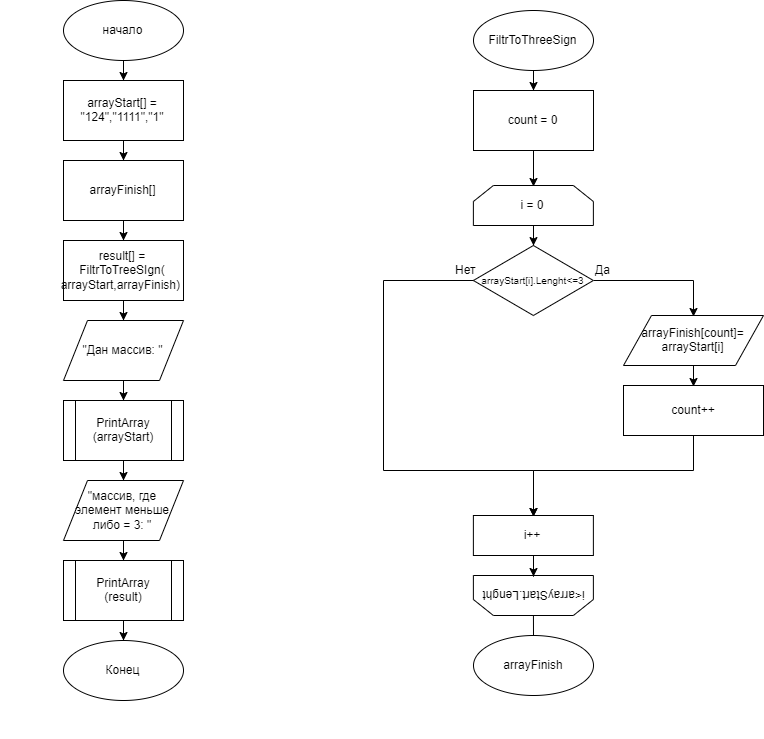 начало
arrayStart[] =
"124","1111","1"
arrayFinish[]
result[] =
FiltrToTreeSIgn(
arrayStart,arrayFinish)
"Дан массив: "
PrintArray
(arrayStart)
"массив, где
элемент меньше
либо = 3: "
PrintArray
(result)
Конец
FiltrToThreeSign
count = 0
i = 0
Нет
arrayStart[i].Lenght<=3
Да
arrayFinish[count]=
arrayStart[i]
count++
i++
i<arrayStart.Lenght
arrayFinish